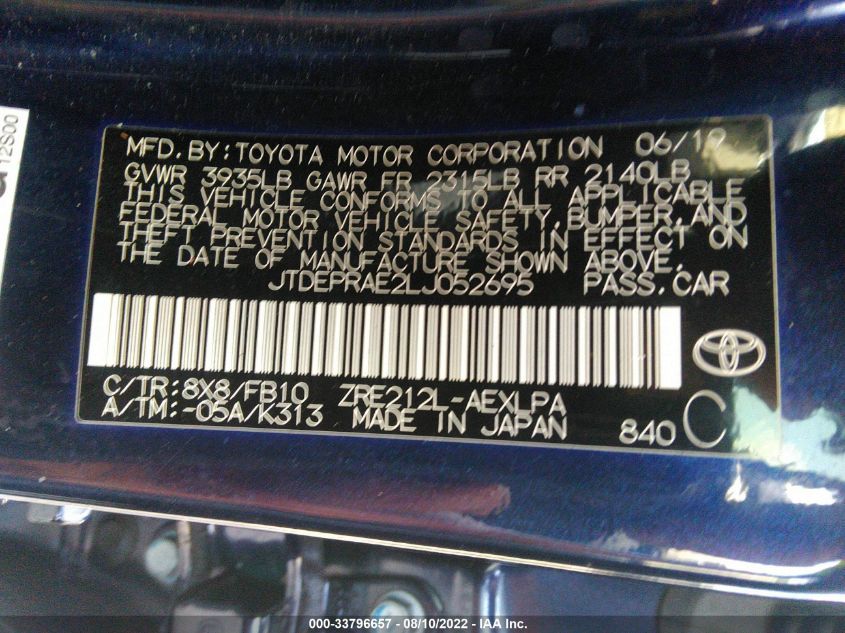 12S00
MFD. BY: TOYOTA MOTOR CORPORATION 06/19
GVWR 3935LB GAWR FR 2315LB RR 2140LB
THIS VEHICLE CONFORMS TO ALL APPLICABLE
FEDERAL MOTOR VEHICLE SAFETY, BUMPER, AND
THEFT PREVENTION STANDARDS IN EFFECT ON
THE DATE OF MANUFACTURE SHOWN ABOVE.
JTDEPRAE2LJ052695 PASS.CAR
C/TR:8X8/FB10 ZRE212L-AEXLPA
A/TM:-05A/K313 MADE IN JAPAN 840 C
000-33796657 - 08/10/2022 - IAA Inc.